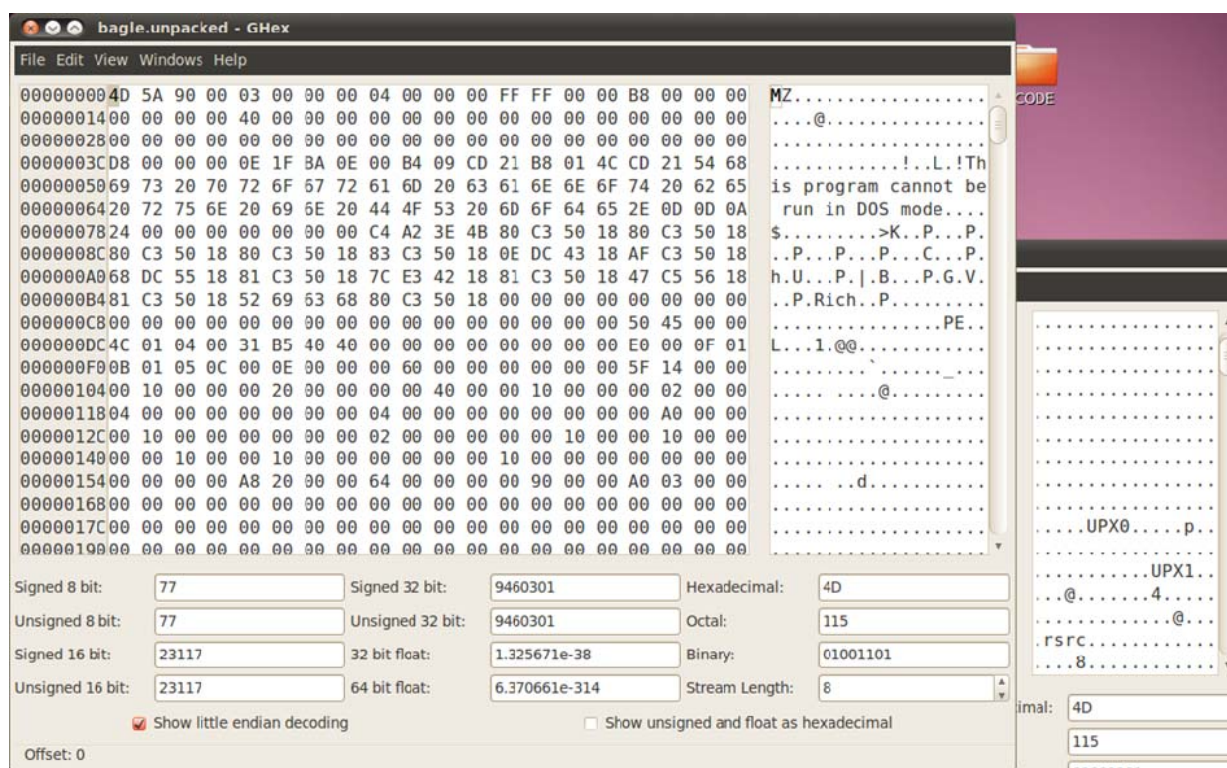 bagle.unpacked - GHex
File Edit View Windows Help
00000000 4D 5A 90 00 03 00 00 00 04 00 00 00 FF FF 00 00 B8 00 00 00 MZ..................
00000014 00 00 00 00 40 00 00 00 00 00 00 00 00 00 00 00 00 00 00 00 ....@...............
00000028 00 00 00 00 00 00 00 00 00 00 00 00 00 00 00 00 00 00 00 00 ....................
0000003C D8 00 00 00 0E 1F BA 0E 00 B4 09 CD 21 B8 01 4C CD 21 54 68 ............!..L.!Th
00000050 69 73 20 70 72 6F 67 72 61 6D 20 63 61 6E 6E 6F 74 20 62 65 is program cannot be
00000064 20 72 75 6E 20 69 6E 20 44 4F 53 20 6D 6F 64 65 2E 0D 0D 0A run in DOS mode....
00000078 24 00 00 00 00 00 00 00 C4 A2 3E 4B 80 C3 50 18 80 C3 50 18 $.........>K..P...P.
0000008C 80 C3 50 18 80 C3 50 18 83 C3 50 18 0E DC 43 18 AF C3 50 18 ..P...P...P...C...P.
000000A0 68 DC 55 18 81 C3 50 18 7C E3 42 18 81 C3 50 18 47 C5 56 18 h.U...P.|.B...P.G.V.
000000B4 81 C3 50 18 52 69 63 68 80 C3 50 18 00 00 00 00 00 00 00 00 ..P.Rich..P.........
000000C8 00 00 00 00 00 00 00 00 00 00 00 00 00 00 00 00 50 45 00 00 ................PE..
000000DC 4C 01 04 00 31 B5 40 40 00 00 00 00 00 00 00 00 E0 00 0F 01 L...1.@@............
000000F0 0B 01 05 0C 00 0E 00 00 00 60 00 00 00 00 00 00 5F 14 00 00 .........`......_...
00000104 00 10 00 00 00 20 00 00 00 00 40 00 00 10 00 00 00 02 00 00 ..... ....@.........
00000118 04 00 00 00 00 00 00 00 04 00 00 00 00 00 00 00 00 A0 00 00 ....................
0000012C 00 10 00 00 00 00 00 00 02 00 00 00 00 00 10 00 00 10 00 00 ....................
00000140 00 00 10 00 00 10 00 00 00 00 00 00 10 00 00 00 00 00 00 00 ....................
00000154 00 00 00 00 A8 20 00 00 64 00 00 00 00 90 00 00 A0 03 00 00 ..... ..d...........
00000168 00 00 00 00 00 00 00 00 00 00 00 00 00 00 00 00 00 00 00 00 ....................
0000017C 00 00 00 00 00 00 00 00 00 00 00 00 00 00 00 00 00 00 00 00 ....................
00000190 00 00 00 00 00 00 00 00 00 00 00 00 00 00 00 00 00 00 00 00 ....................
Signed 8 bit: 77 Signed 32 bit: 9460301 Hexadecimal: 4D
Unsigned 8 bit: 77 Unsigned 32 bit: 9460301 Octal: 115
Signed 16 bit: 23117 32 bit float: 1.325671e-38 Binary: 01001101
Unsigned 16 bit: 23117 64 bit float: 6.370661e-314 Stream Length: 8
Show little endian decoding Show unsigned and float as hexadecimal
Offset: 0
CODE
.....UPX0.....p..
...........UPX1..
...@.......4.....
..............@...
.rsrc............
....8............
imal: 4D
115